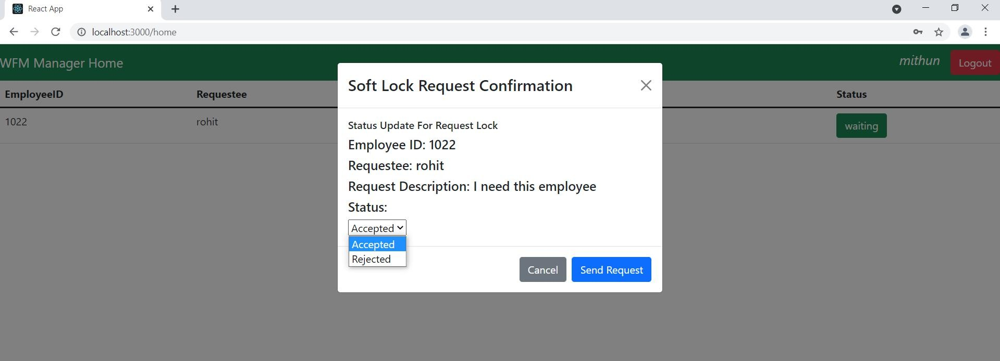 React App
localhost:3000/home
WFM Manager Home
mithun
Logout
EmployeeID
Requestee
Status
1022
rohit
waiting
Soft Lock Request Confirmation
Status Update For Request Lock
Employee ID: 1022
Requestee: rohit
Request Description: I need this employee
Status:
Accepted
Accepted
Rejected
Cancel
Send Request